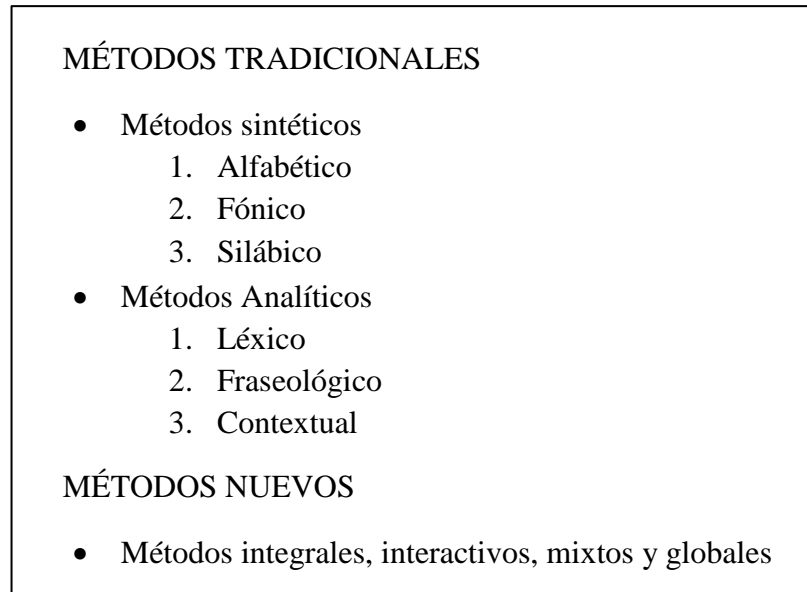 MÉTODOS TRADICIONALES
• Métodos sintéticos
1. Alfabético
2. Fónico
3. Silábico
• Métodos Analíticos
1. Léxico
2. Fraseológico
3. Contextual
MÉTODOS NUEVOS
• Métodos integrales, interactivos, mixtos y globales